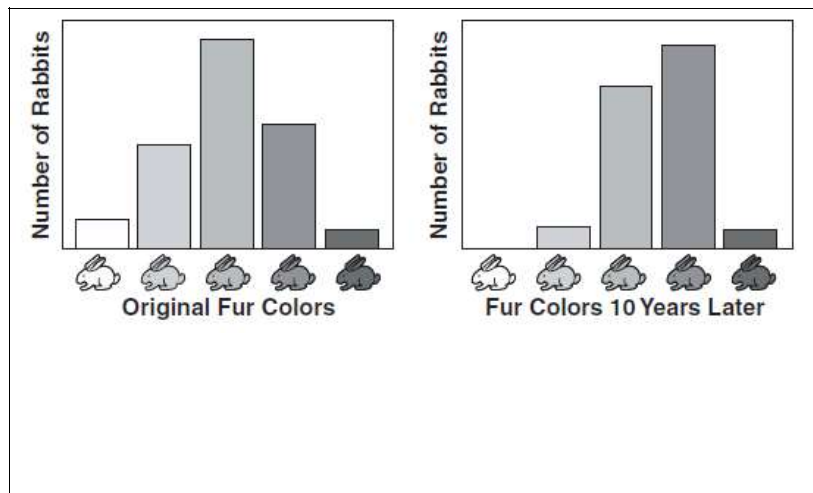 Number of Rabbits
Original Fur Colors
Number of Rabbits
Fur Colors 10 Years Later